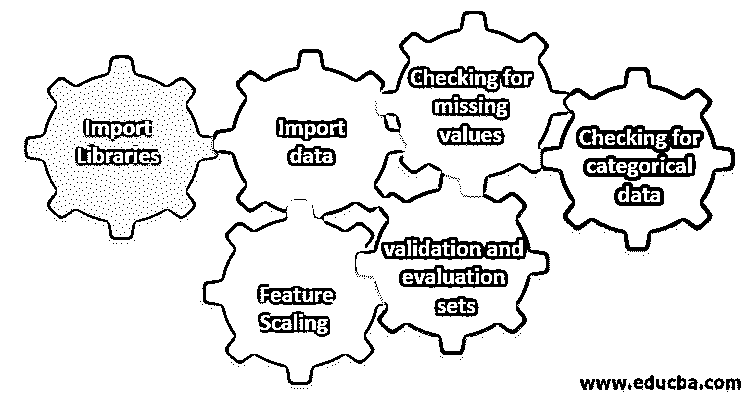 Import
Libraries
Import
data
Checking for
missing
values
Checking for
categorical
data
Feature
Scaling
validation and
evaluation
sets
www.educba.com